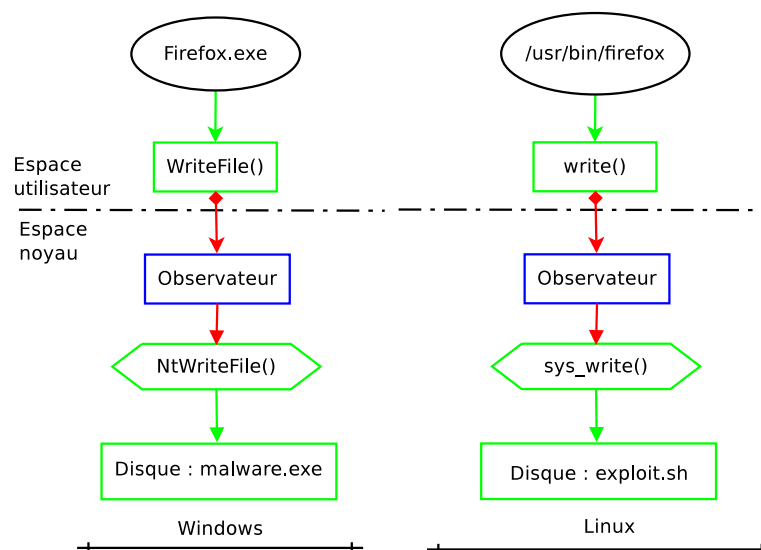 Firefox.exe
/usr/bin/firefox
WriteFile()
write()
Espace
utilisateur
Espace
noyau
Observateur
Observateur
NtWriteFile()
sys_write()
Disque : malware.exe
Disque : exploit.sh
Windows
Linux